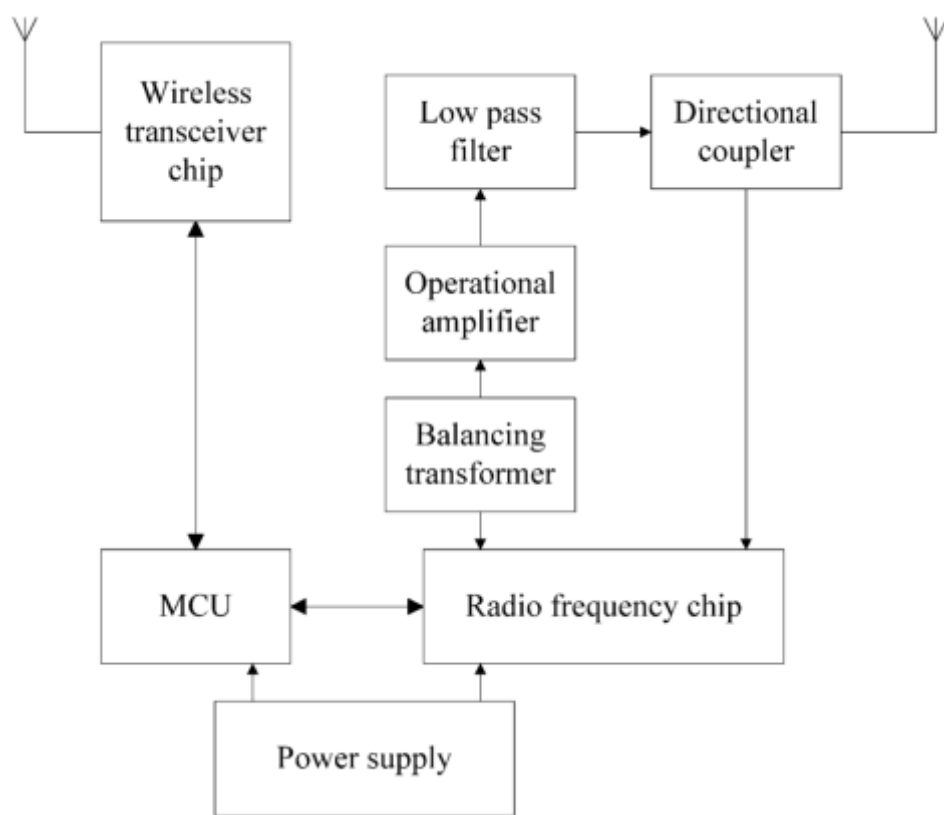 Wireless
transceiver
chip
Low pass
filter
Directional
coupler
Operational
amplifier
Balancing
transformer
MCU
Radio frequency chip
Power supply